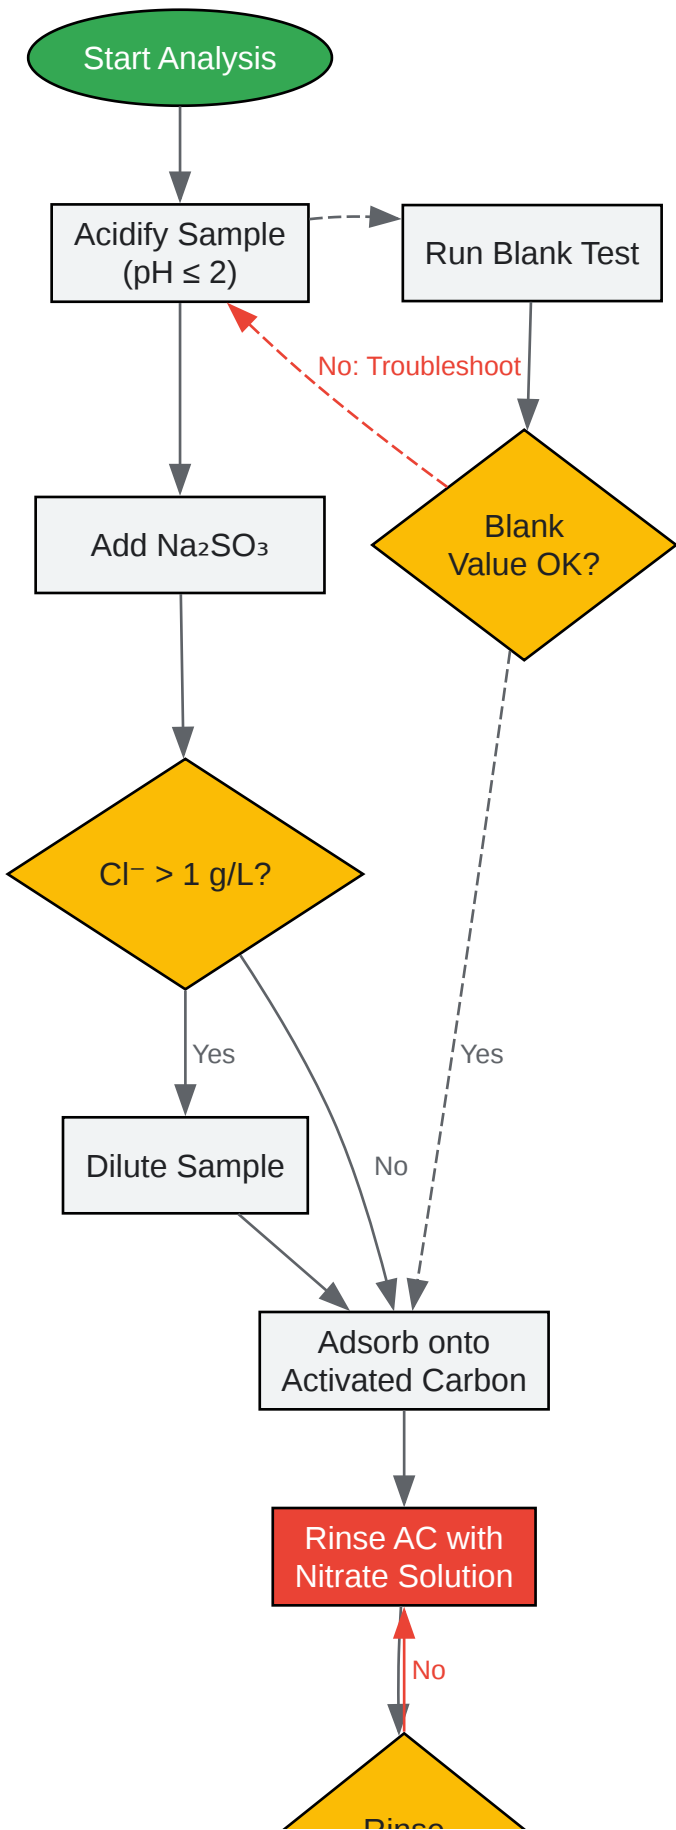 Start Analysis
Acidify Sample
(pH ≤ 2)
Run Blank Test
No: Troubleshoot
Blank
Value OK?
Add Na₂SO₃
Cl⁻ > 1 g/L?
Yes
Yes
Dilute Sample
No
Adsorb onto
Activated Carbon
Rinse AC with
Nitrate Solution
No
Rinse